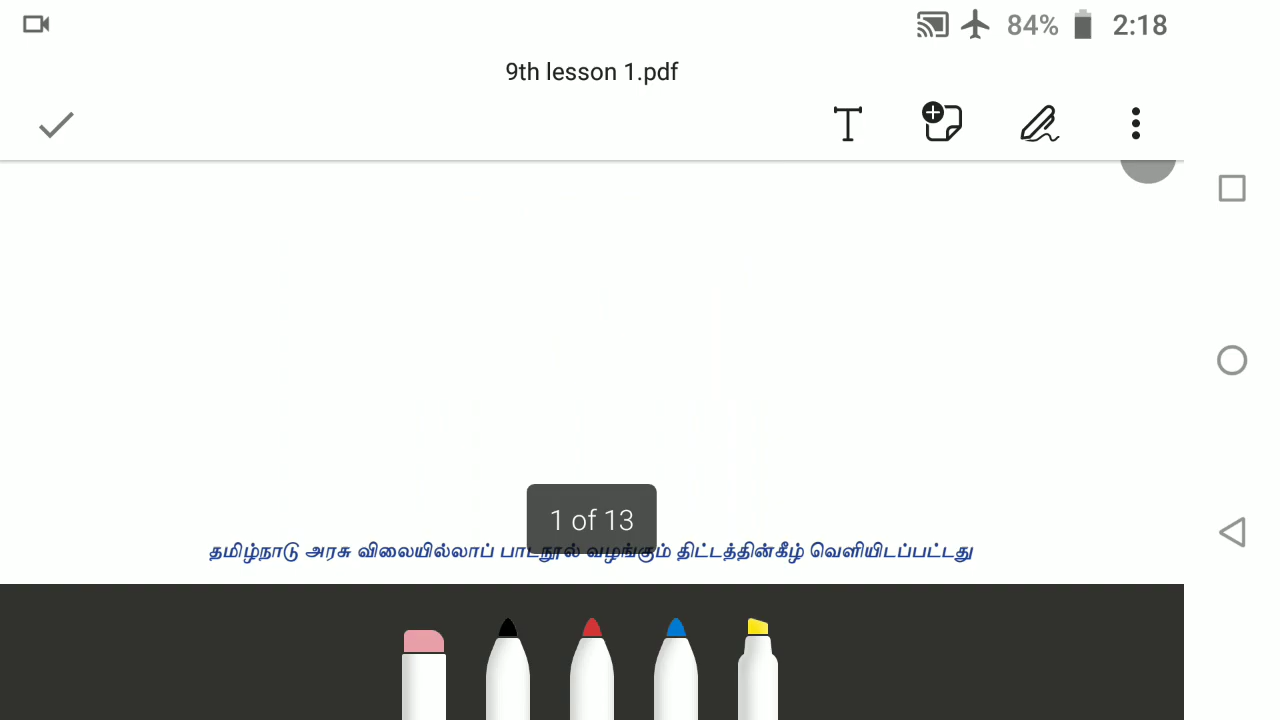 84% 2:18
9th lesson 1.pdf
1 of 13
தமிழ்நாடு அரசு விலையில்லாப் பாடநூல் வழங்கும் திட்டத்தின்கீழ் வெளியிடப்பட்டது